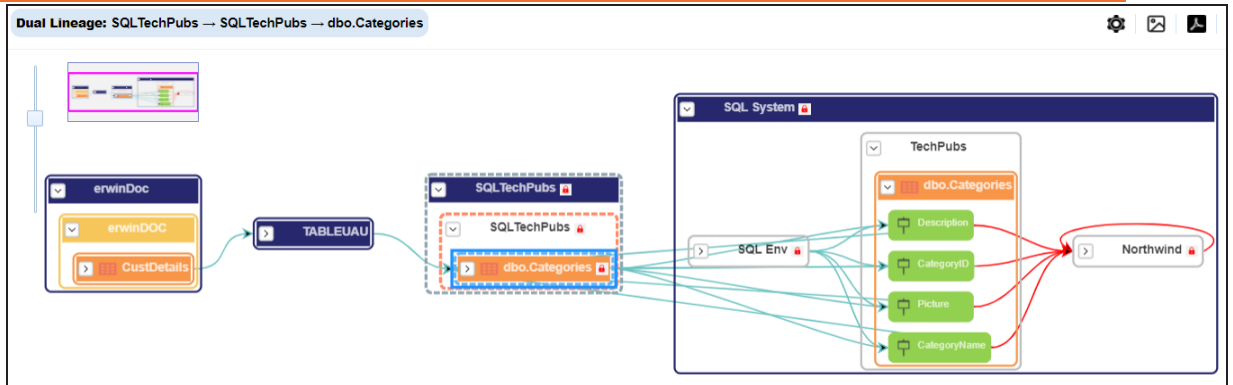 Dual Lineage: SQLTechPubs → SQLTechPubs → dbo.Categories
SQL System
TechPubs
erwinDoc
SQLTechPubs
dbo.Categories
erwinDOC
TABLEUAU
SQLTechPubs
Description
CustDetails
dbo.Categories
SQL Env
CategoryID
Northwind
Picture
CategoryName